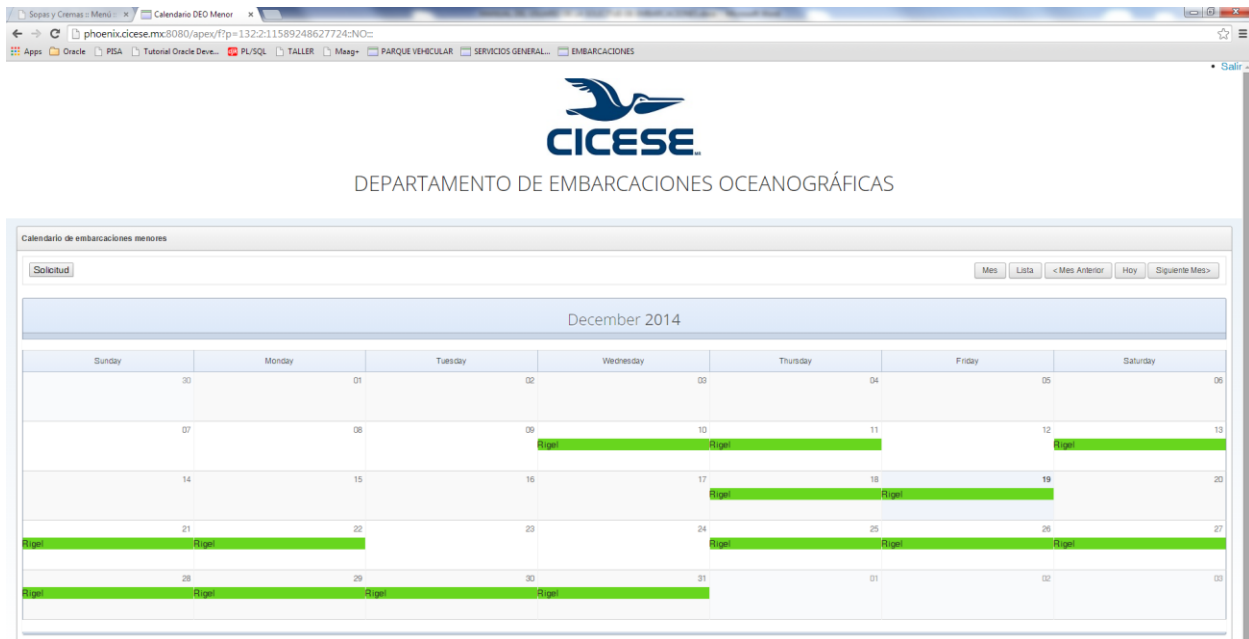 Sopas y Cremas :: Menú :: × Calendario DEO Menor ×
phoenix.cicese.mx:8080/apex/f?p=132:2:11589248627724::NO:::
Apps Oracle PISA Tutorial Oracle Deve... PL/SQL TALLER Maag+ PARQUE VEHICULAR SERVICIOS GENERAL... EMBARCACIONES
• Salir
CICESE
DEPARTAMENTO DE EMBARCACIONES OCEANOGRÁFICAS
Calendario de embarcaciones menores
Solicitud Mes Lista < Mes Anterior Hoy Siguiente Mes>
December 2014
Sunday Monday Tuesday Wednesday Thursday Friday Saturday
30 01 02 03 04 05 06
07 08 09 10 11 12 13
Rigel Rigel Rigel
14 15 16 17 18 19 20
Rigel Rigel
21 22 23 24 25 26 27
Rigel Rigel Rigel Rigel Rigel
28 29 30 31 01 02 03
Rigel Rigel Rigel Rigel